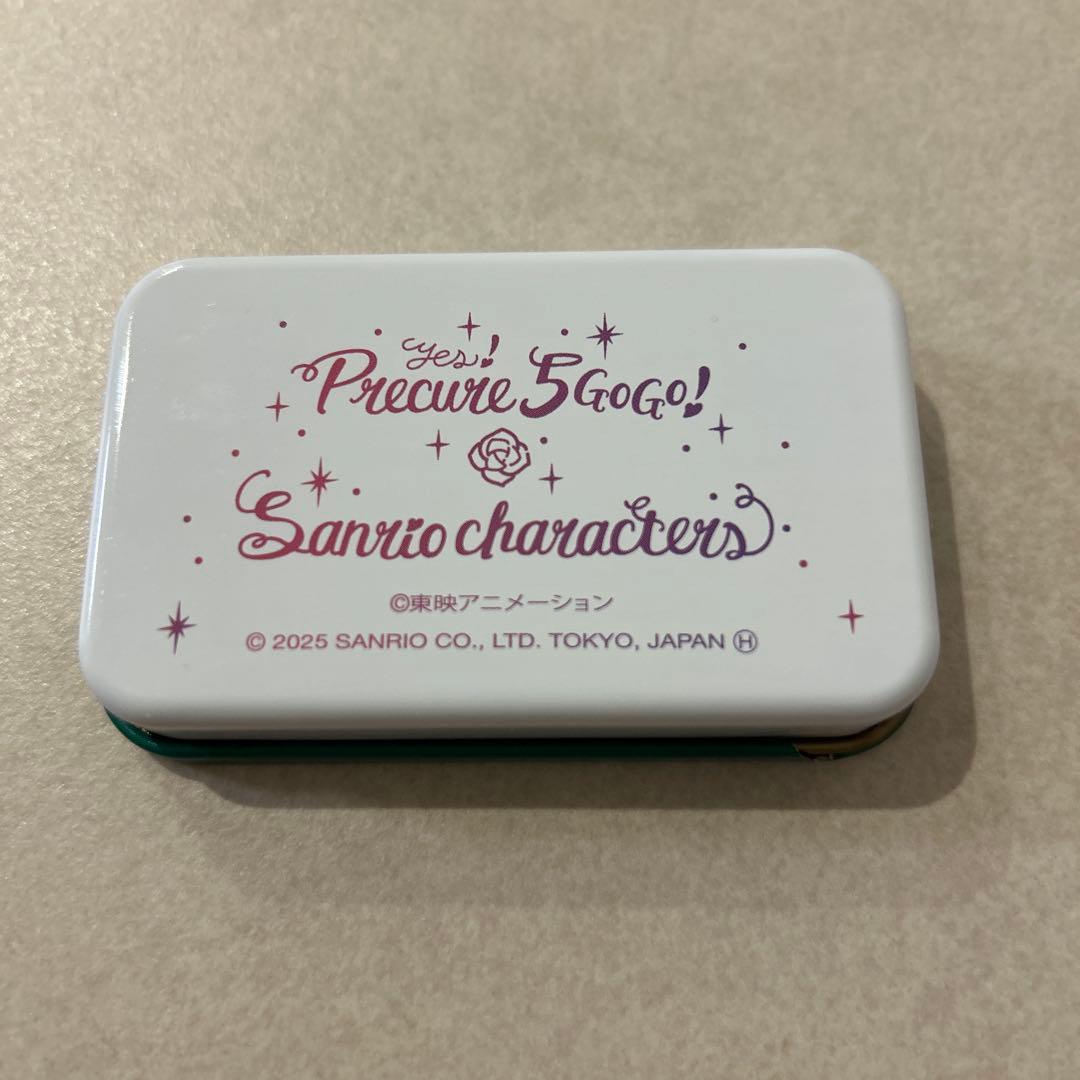 Yes!
Precure 5 GoGo!
Sanrio characters
©東映アニメーション
© 2025 SANRIO CO., LTD. TOKYO, JAPAN Ⓗ